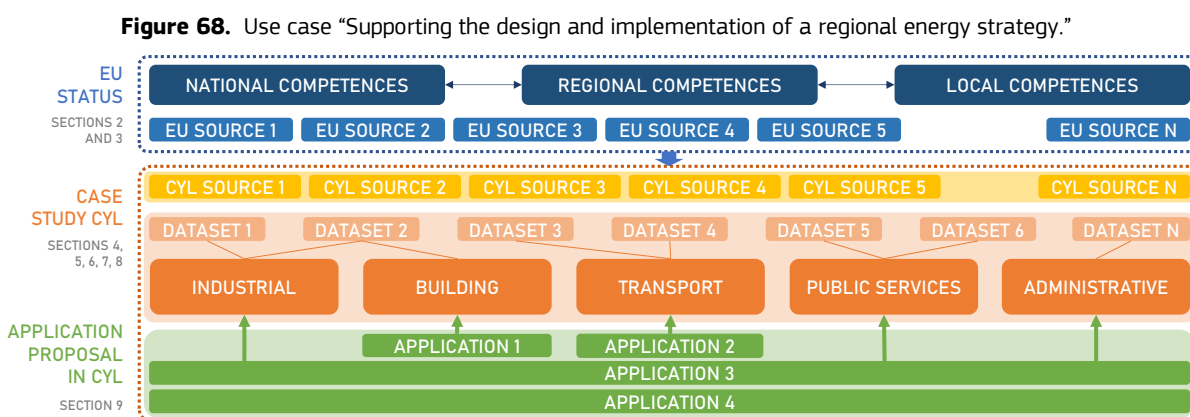 Figure 68. Use case “Supporting the design and implementation of a regional energy strategy.”
EU
STATUS
SECTIONS 2
AND 3
NATIONAL COMPETENCES
REGIONAL COMPETENCES
LOCAL COMPETENCES
EU SOURCE 1
EU SOURCE 2
EU SOURCE 3
EU SOURCE 4
EU SOURCE 5
EU SOURCE N
CASE
STUDY CYL
SECTIONS 4,
5, 6, 7, 8
CYL SOURCE 1
CYL SOURCE 2
CYL SOURCE 3
CYL SOURCE 4
CYL SOURCE 5
CYL SOURCE N
DATASET 1
DATASET 2
DATASET 3
DATASET 4
DATASET 5
DATASET 6
DATASET N
INDUSTRIAL
BUILDING
TRANSPORT
PUBLIC SERVICES
ADMINISTRATIVE
APPLICATION
PROPOSAL
IN CYL
SECTION 9
APPLICATION 1
APPLICATION 2
APPLICATION 3
APPLICATION 4